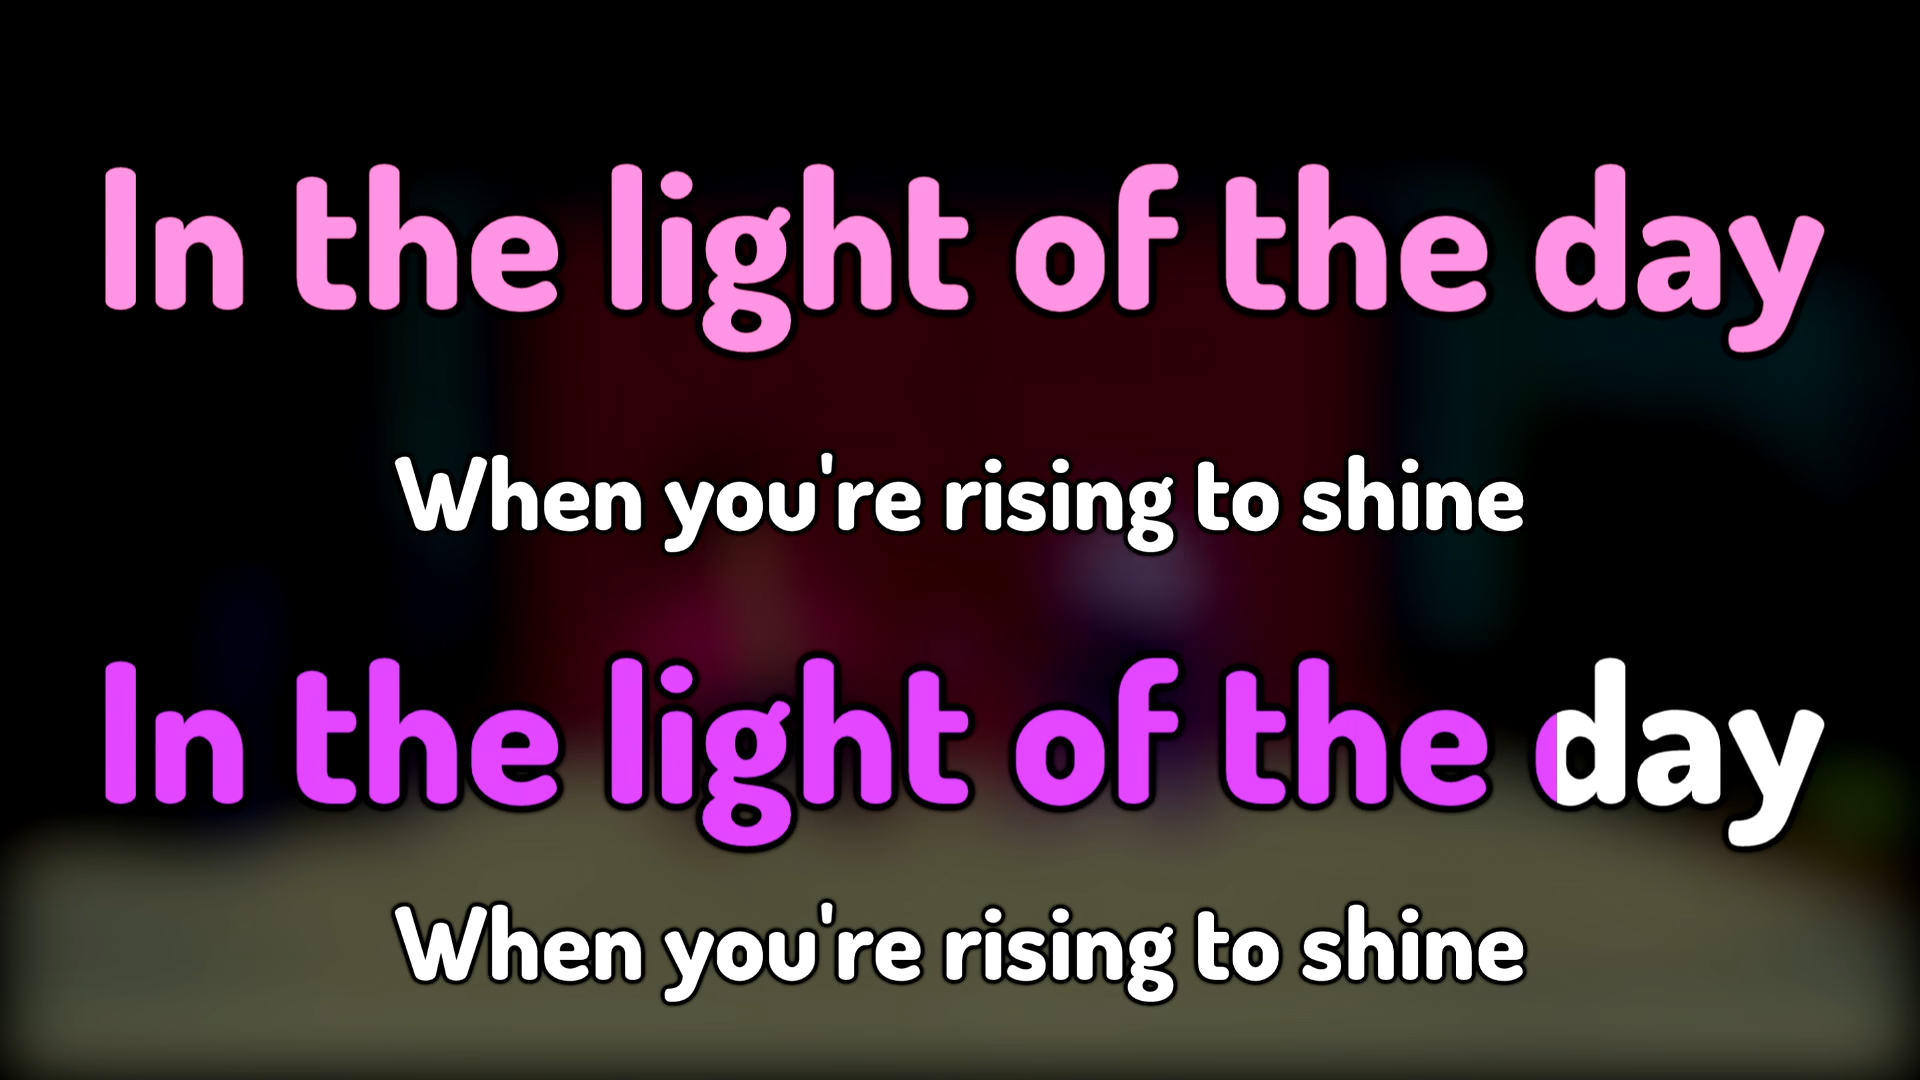 In the light of the day
When you're rising to shine
In the light of the day
When you're rising to shine